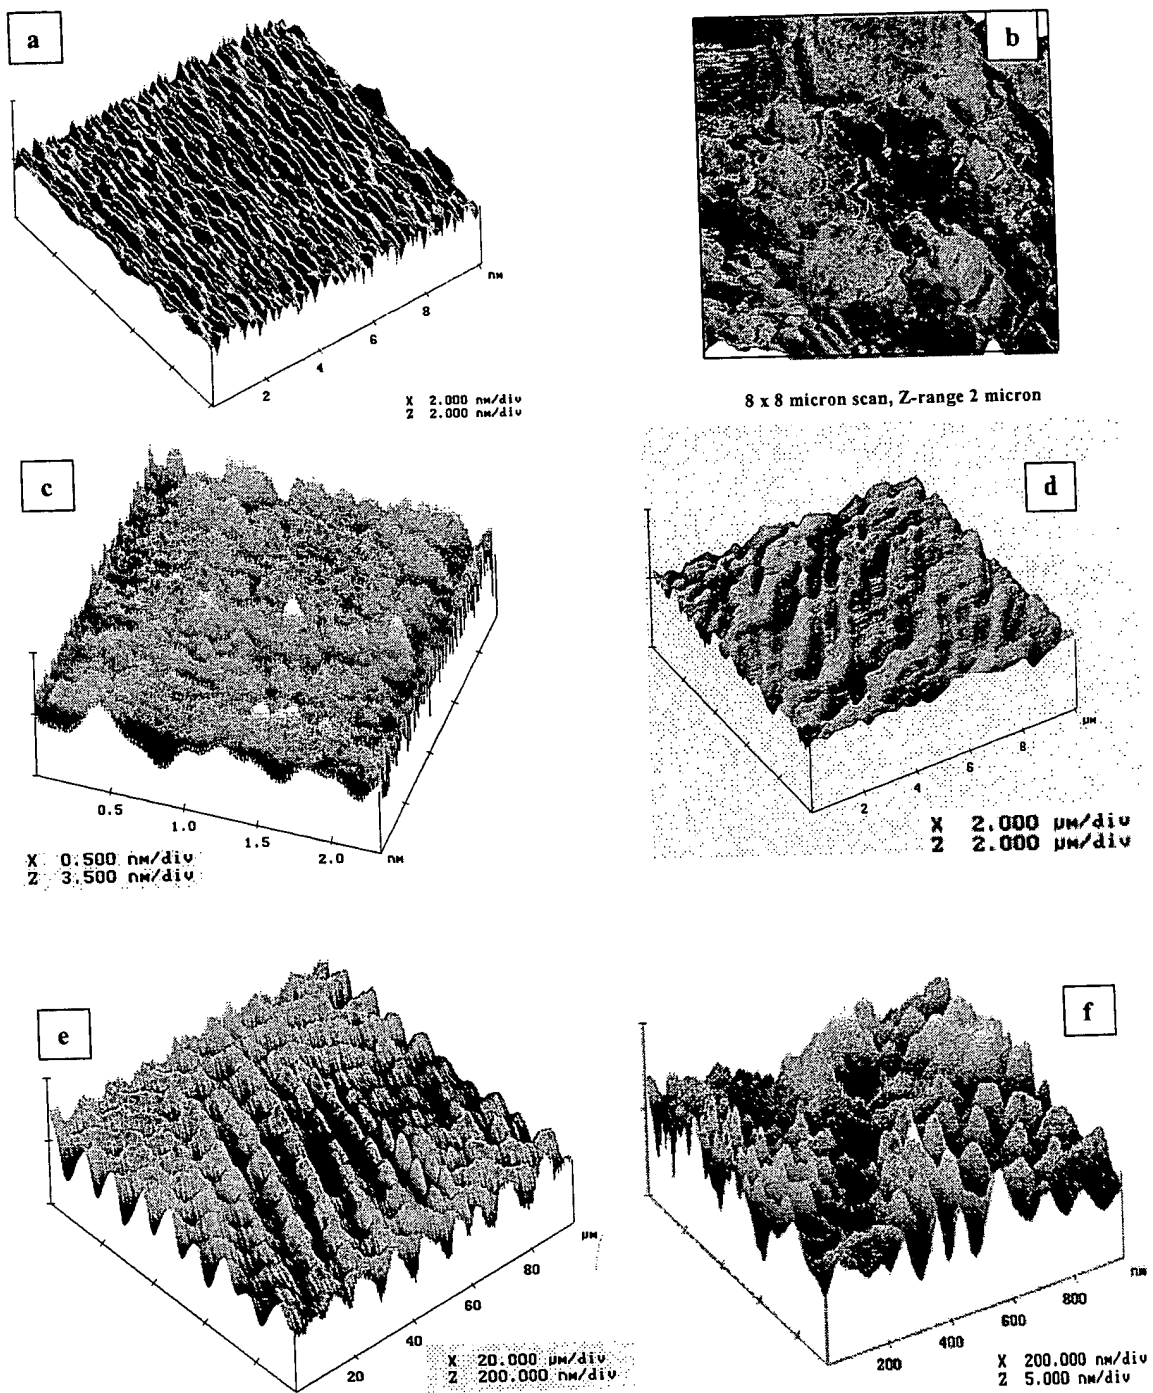 a
b
nm
2
4
6
8
X 2.000 nm/div
Z 2.000 nm/div
8 x 8 micron scan, Z-range 2 micron
c
d
0.5
1.0
1.5
2.0
nm
X 0.500 nm/div
Z 3.500 nm/div
μm
2
4
6
8
X 2.000 μm/div
Z 2.000 μm/div
e
f
μm
20
40
60
80
X 20.000 μm/div
Z 200.000 nm/div
nm
200
400
600
800
X 200.000 nm/div
Z 5.000 nm/div